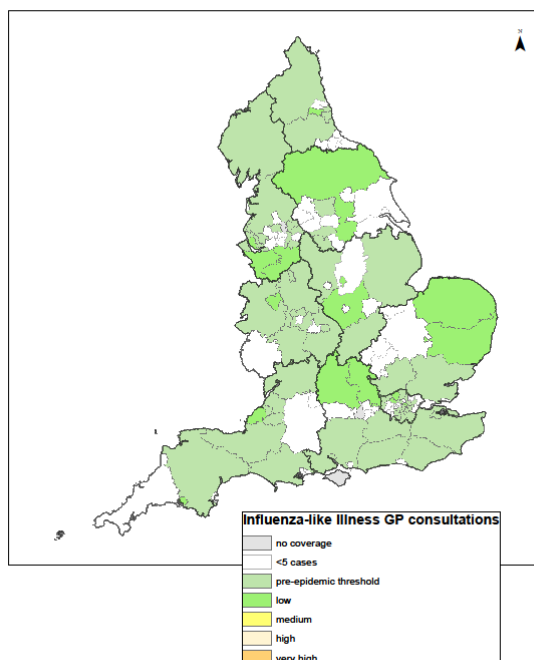 N
Influenza-like Illness GP consultations
no coverage
<5 cases
pre-epidemic threshold
low
medium
high
very high